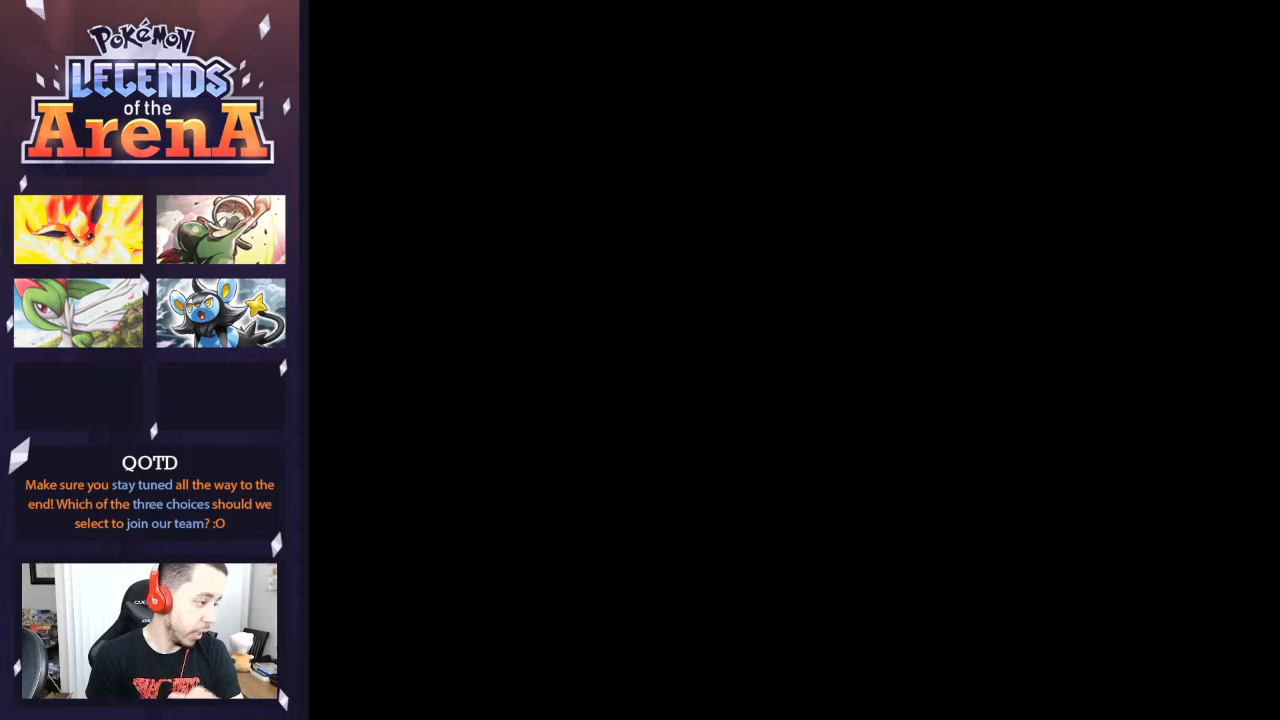 POKéMON
LEGENDS
of the
ArenA
QOTD
Make sure you stay tuned all the way to the
end! Which of the three choices should we
select to join our team? :O